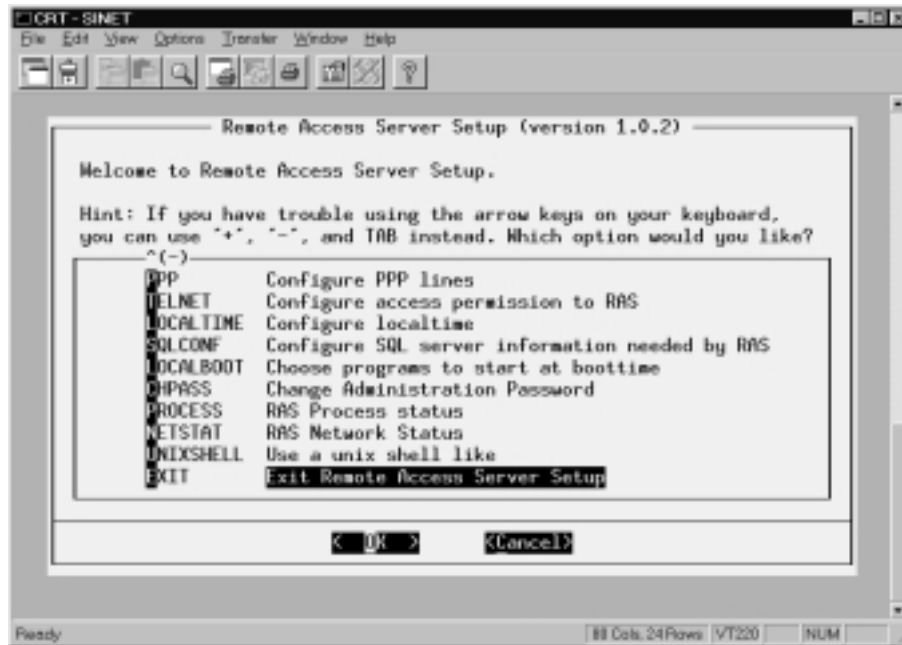 CRT - SINET
File Edit View Options Transfer Window Help
Remote Access Server Setup (version 1.0.2)
Welcome to Remote Access Server Setup.
Hint: If you have trouble using the arrow keys on your keyboard,
you can use '+', '-', and TAB instead. Which option would you like?
^(-)
PPP Configure PPP lines
TELNET Configure access permission to RAS
LOCALTIME Configure localtime
SQLCONF Configure SQL server information needed by RAS
LOCALBOOT Choose programs to start at boottime
CHPASS Change Administration Password
PROCESS RAS Process status
NETSTAT RAS Network Status
UNIXSHELL Use a unix shell like
EXIT Exit Remote Access Server Setup
< OK > <Cancel>
Ready 80 Cols, 24 Rows VT220 NUM